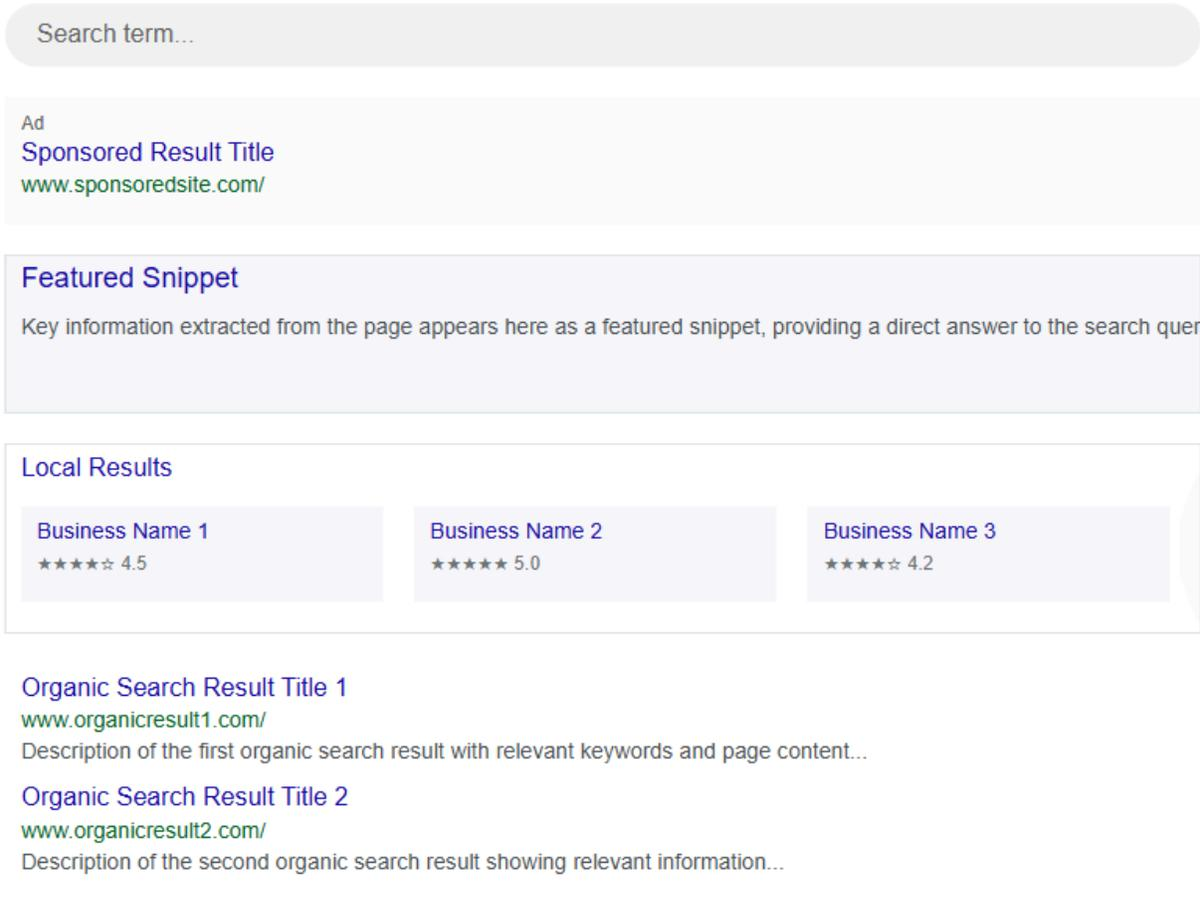 Search term...
Ad
Sponsored Result Title
www.sponsoredsite.com/
Featured Snippet
Key information extracted from the page appears here as a featured snippet, providing a direct answer to the search
Local Results
Business Name 1 Business Name 2 Business Name 3
★★★★☆ 4.5 ★★★★★ 5.0 ★★★★☆ 4.2
Organic Search Result Title 1
www.organicresult1.com/
Description of the first organic search result with relevant keywords and page content...
Organic Search Result Title 2
www.organicresult2.com/
Description of the second organic search result showing relevant information...